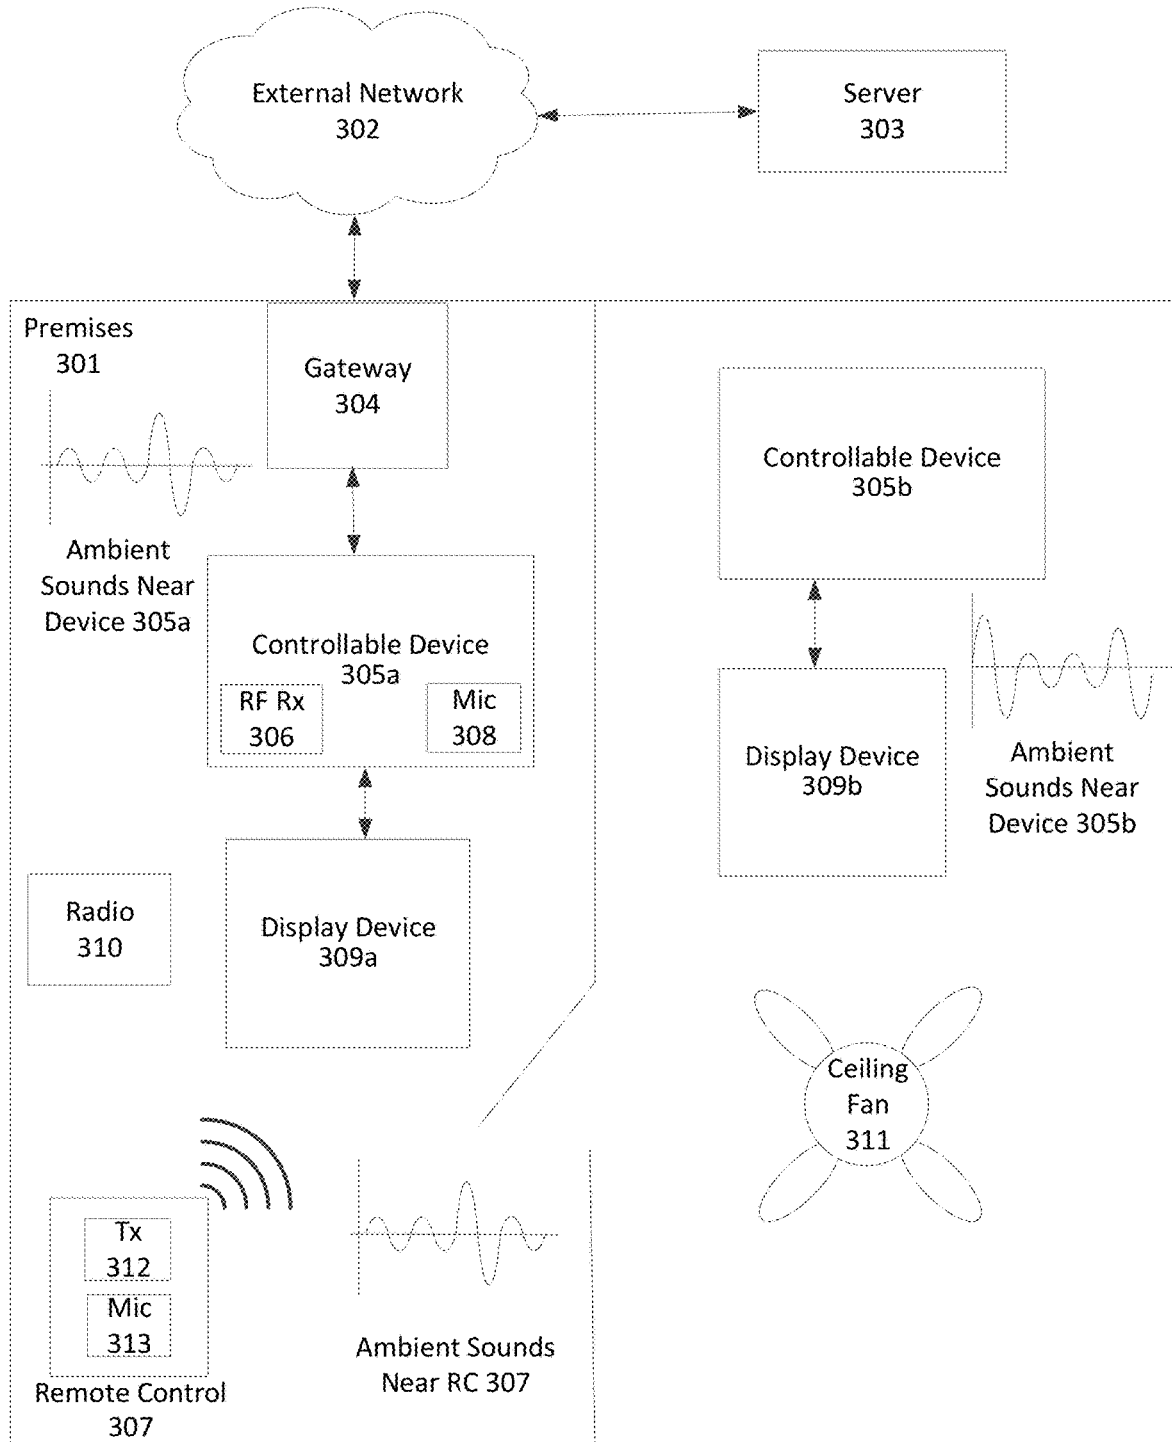 External Network
302
Server
303
Premises
301
Gateway
304
Ambient
Sounds Near
Device 305a
Controllable Device
305a
RF Rx
306
Mic
308
Controllable Device
305b
Display Device
309b
Ambient
Sounds Near
Device 305b
Radio
310
Display Device
309a
Ceiling
Fan
311
Tx
312
Mic
313
Remote Control
307
Ambient Sounds
Near RC 307